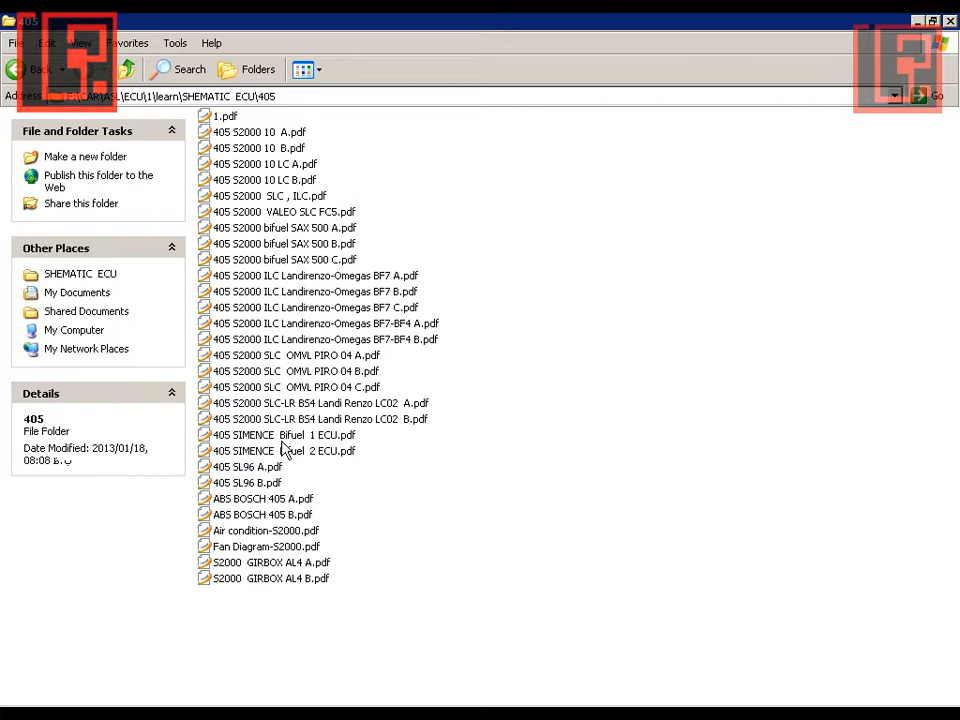 405
File Edit View Favorites Tools Help
Back Search Folders
Address E:\CAR\ASL\ECU\1\learn\SHEMATIC ECU\405 Go
File and Folder Tasks
Make a new folder
Publish this folder to the
Web
Share this folder
Other Places
SHEMATIC ECU
My Documents
Shared Documents
My Computer
My Network Places
Details
405
File Folder
Date Modified: 2013/01/18,
08:08 ب.ظ
1.pdf
405 S2000 10 A.pdf
405 S2000 10 B.pdf
405 S2000 10 LC A.pdf
405 S2000 10 LC B.pdf
405 S2000 SLC , ILC.pdf
405 S2000 VALEO SLC FC5.pdf
405 S2000 bifuel SAX 500 A.pdf
405 S2000 bifuel SAX 500 B.pdf
405 S2000 bifuel SAX 500 C.pdf
405 S2000 ILC Landirenzo-Omegas BF7 A.pdf
405 S2000 ILC Landirenzo-Omegas BF7 B.pdf
405 S2000 ILC Landirenzo-Omegas BF7 C.pdf
405 S2000 ILC Landirenzo-Omegas BF7-BF4 A.pdf
405 S2000 ILC Landirenzo-Omegas BF7-BF4 B.pdf
405 S2000 SLC OMVL PIRO 04 A.pdf
405 S2000 SLC OMVL PIRO 04 B.pdf
405 S2000 SLC OMVL PIRO 04 C.pdf
405 S2000 SLC-LR BS4 Landi Renzo LC02 A.pdf
405 S2000 SLC-LR BS4 Landi Renzo LC02 B.pdf
405 SIMENCE Bifuel 1 ECU.pdf
405 SIMENCE Bifuel 2 ECU.pdf
405 SL96 A.pdf
405 SL96 B.pdf
ABS BOSCH 405 A.pdf
ABS BOSCH 405 B.pdf
Air condition-S2000.pdf
Fan Diagram-S2000.pdf
S2000 GIRBOX AL4 A.pdf
S2000 GIRBOX AL4 B.pdf